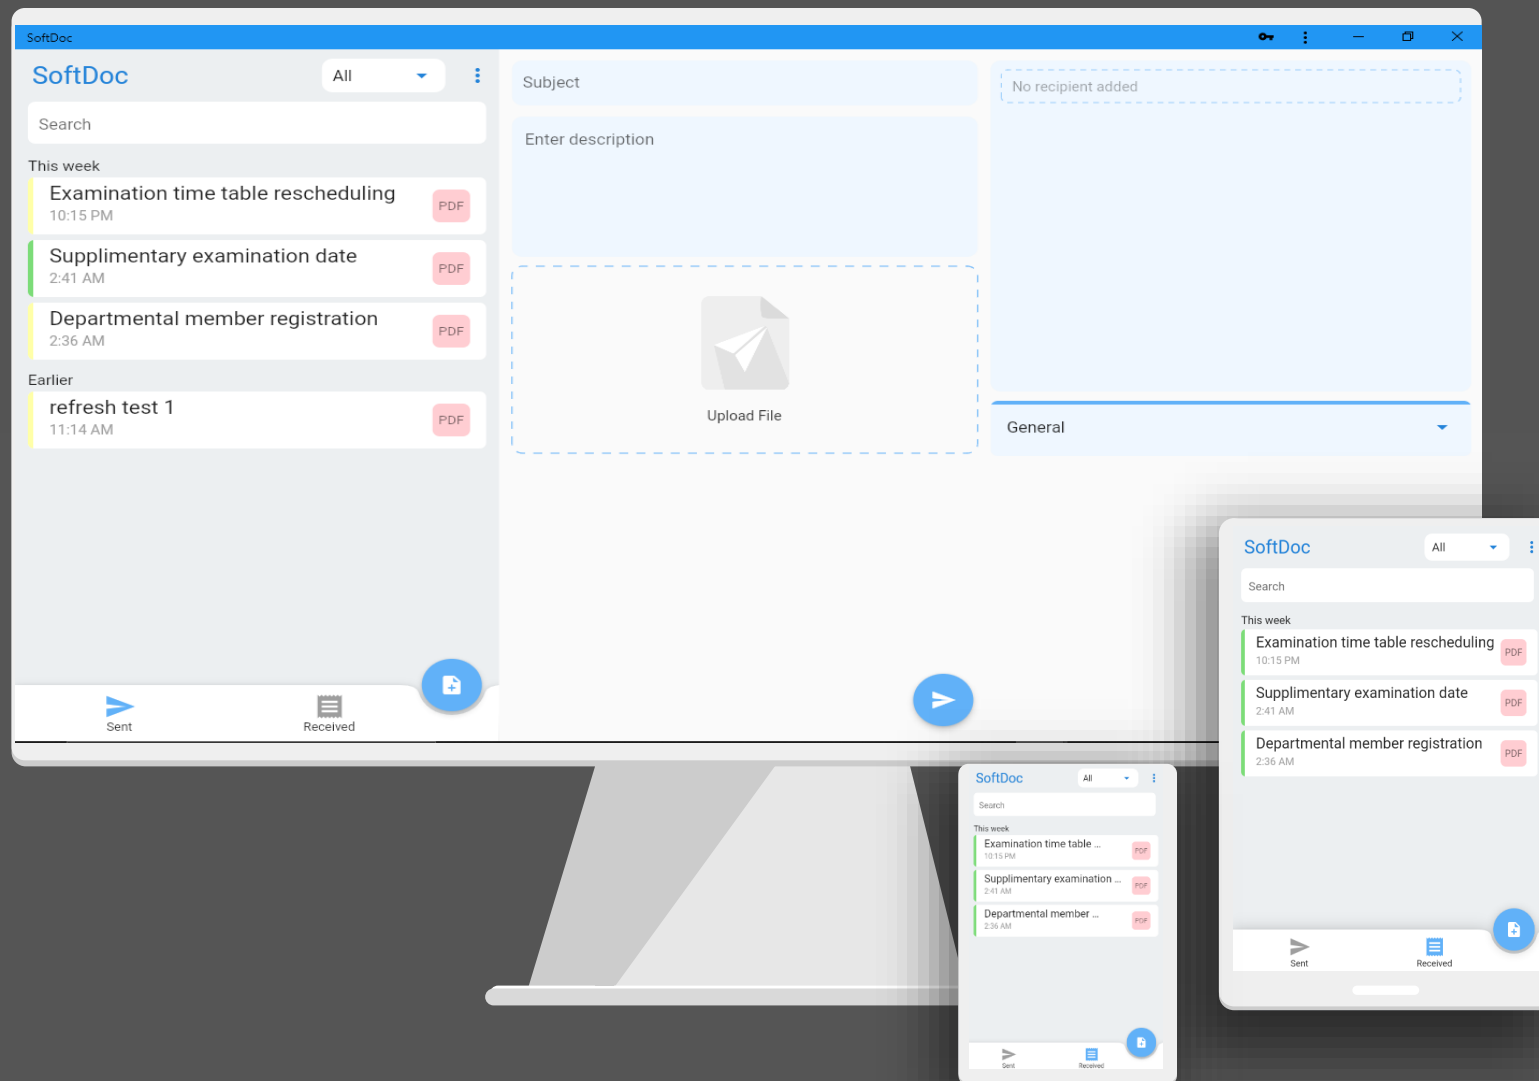 SoftDoc
SoftDoc
All
Search
This week
Examination time table rescheduling
10:15 PM
PDF
Supplimentary examination date
2:41 AM
PDF
Departmental member registration
2:36 AM
PDF
Earlier
refresh test 1
11:14 AM
PDF
Sent
Received
Subject
Enter description
Upload File
No recipient added
General
SoftDoc
All
Search
This week
Examination time table ...
10:15 PM
PDF
Supplimentary examination ...
2:41 AM
PDF
Departmental member ...
2:36 AM
PDF
Sent
Received
SoftDoc
All
Search
This week
Examination time table rescheduling
10:15 PM
PDF
Supplimentary examination date
2:41 AM
PDF
Departmental member registration
2:36 AM
PDF
Sent
Received